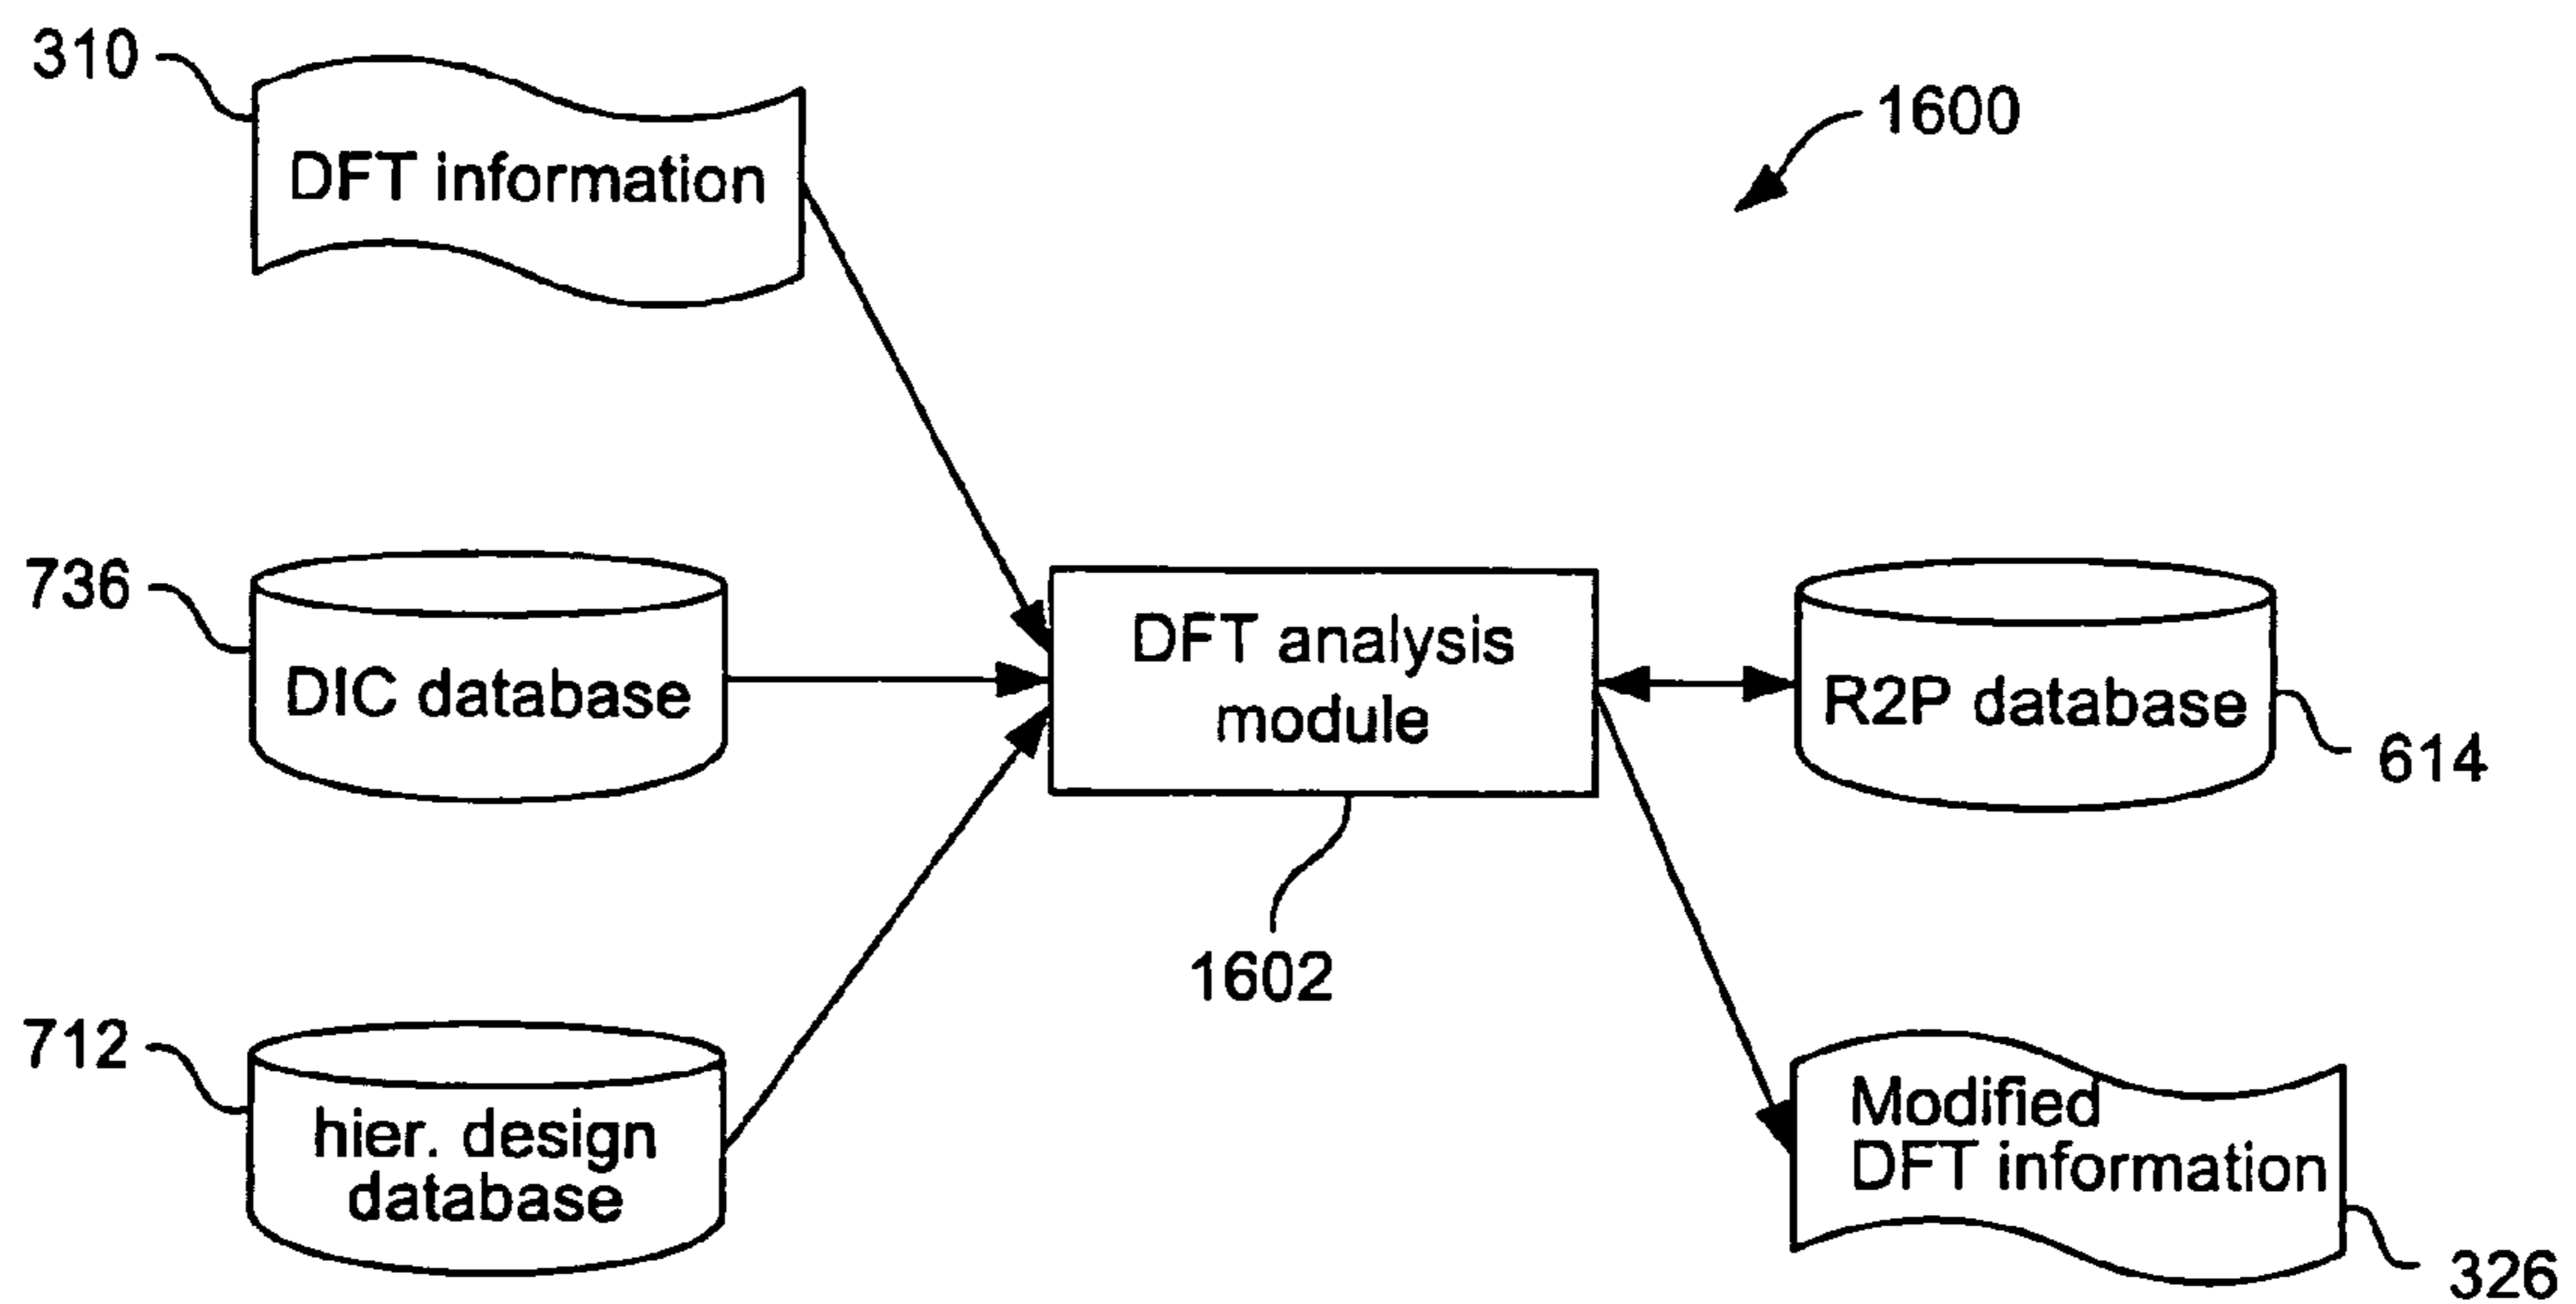 310
DFT information
1600
736
DIC database
DFT analysis
module
R2P database
614
1602
712
hier. design
database
Modified
DFT information
326